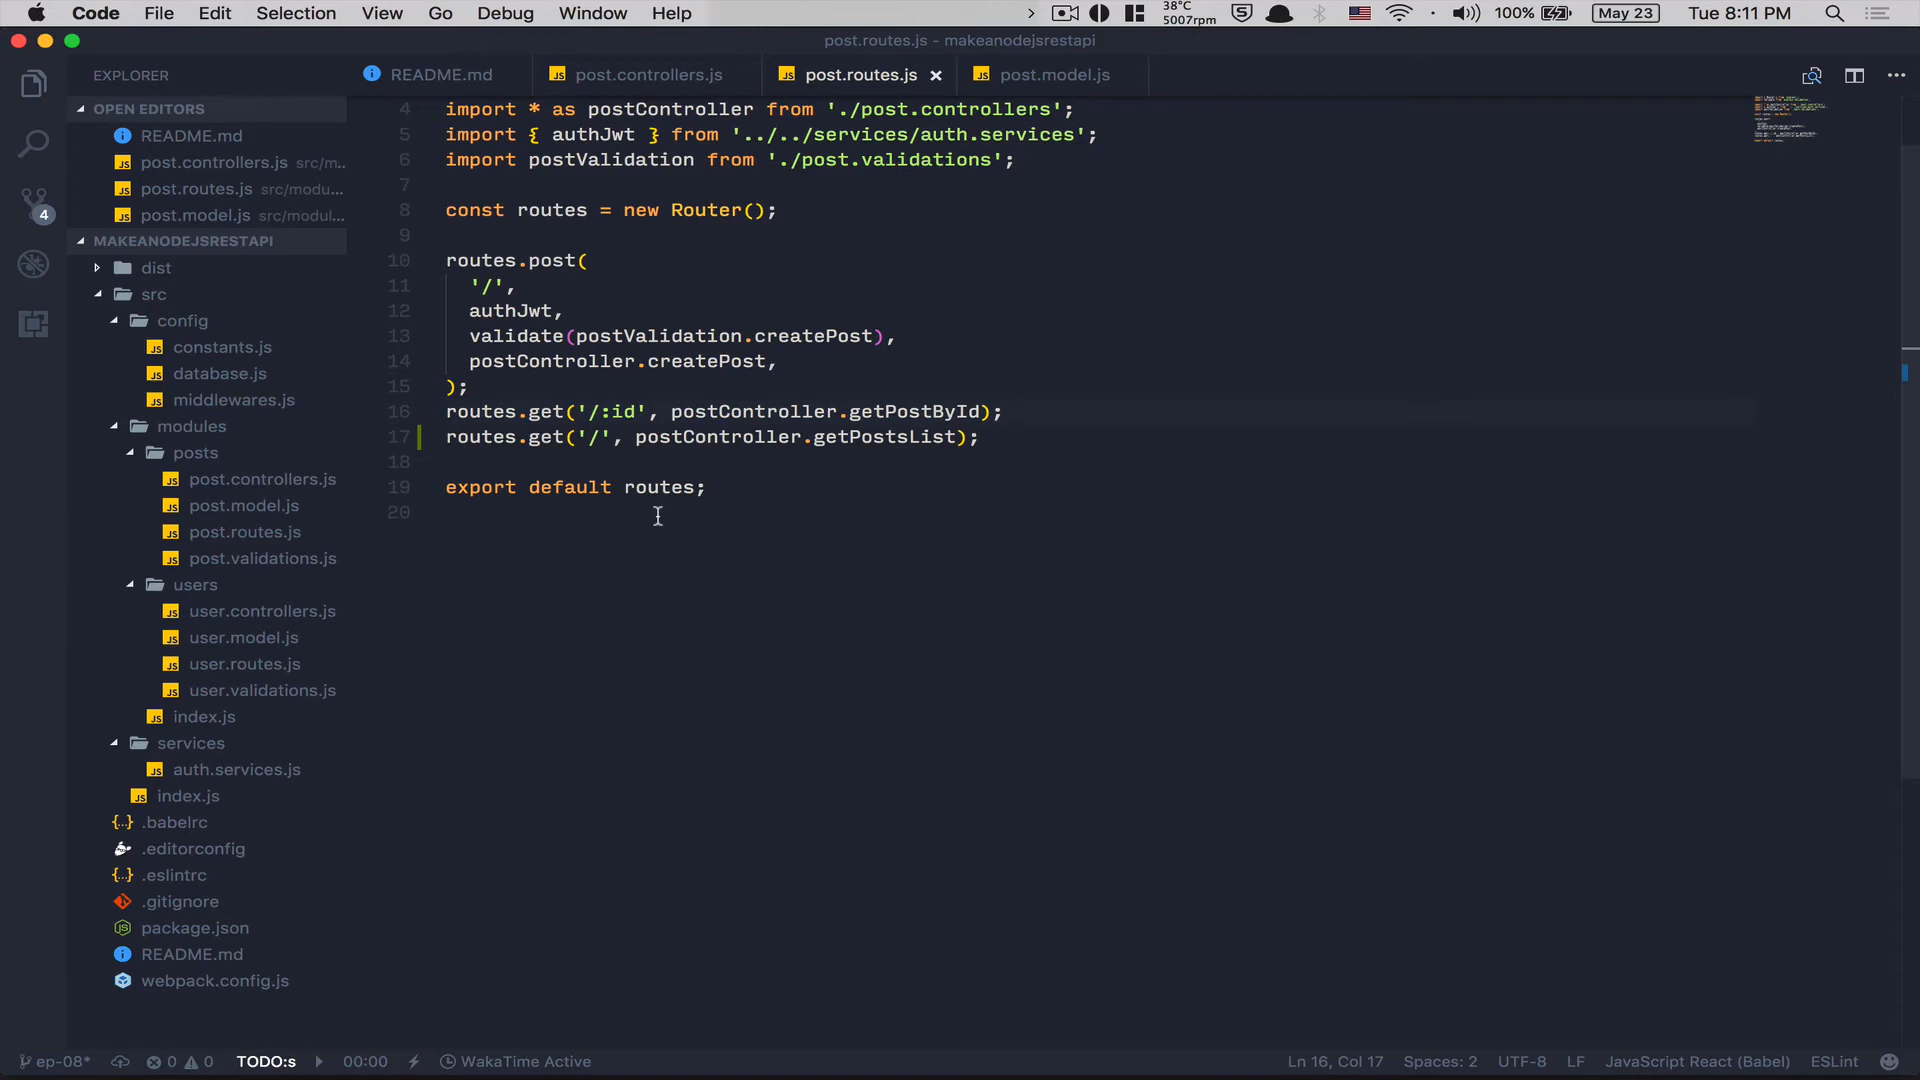 Code File Edit Selection View Go Debug Window Help
38°C
5007rpm
100%
May 23
Tue 8:11 PM
post.routes.js - makeanodejsrestapi
EXPLORER
README.md
post.controllers.js
post.routes.js
post.model.js
OPEN EDITORS
README.md
post.controllers.js src/m...
post.routes.js src/modu...
post.model.js src/modul...
4
MAKEANODEJSRESTAPI
dist
src
config
constants.js
database.js
middlewares.js
modules
posts
post.controllers.js
post.model.js
post.routes.js
post.validations.js
users
user.controllers.js
user.model.js
user.routes.js
user.validations.js
index.js
services
auth.services.js
index.js
.babelrc
.editorconfig
.eslintrc
.gitignore
package.json
README.md
webpack.config.js
4 import * as postController from './post.controllers';
5 import { authJwt } from '../../services/auth.services';
6 import postValidation from './post.validations';
7
8 const routes = new Router();
9
10 routes.post(
11 '/',
12 authJwt,
13 validate(postValidation.createPost),
14 postController.createPost,
15 );
16 routes.get('/:id', postController.getPostById);
17 routes.get('/', postController.getPostsList);
18
19 export default routes;
20
ep-08* 0 0 TODO:s 00:00 WakaTime Active
Ln 16, Col 17 Spaces: 2 UTF-8 LF JavaScript React (Babel) ESLint